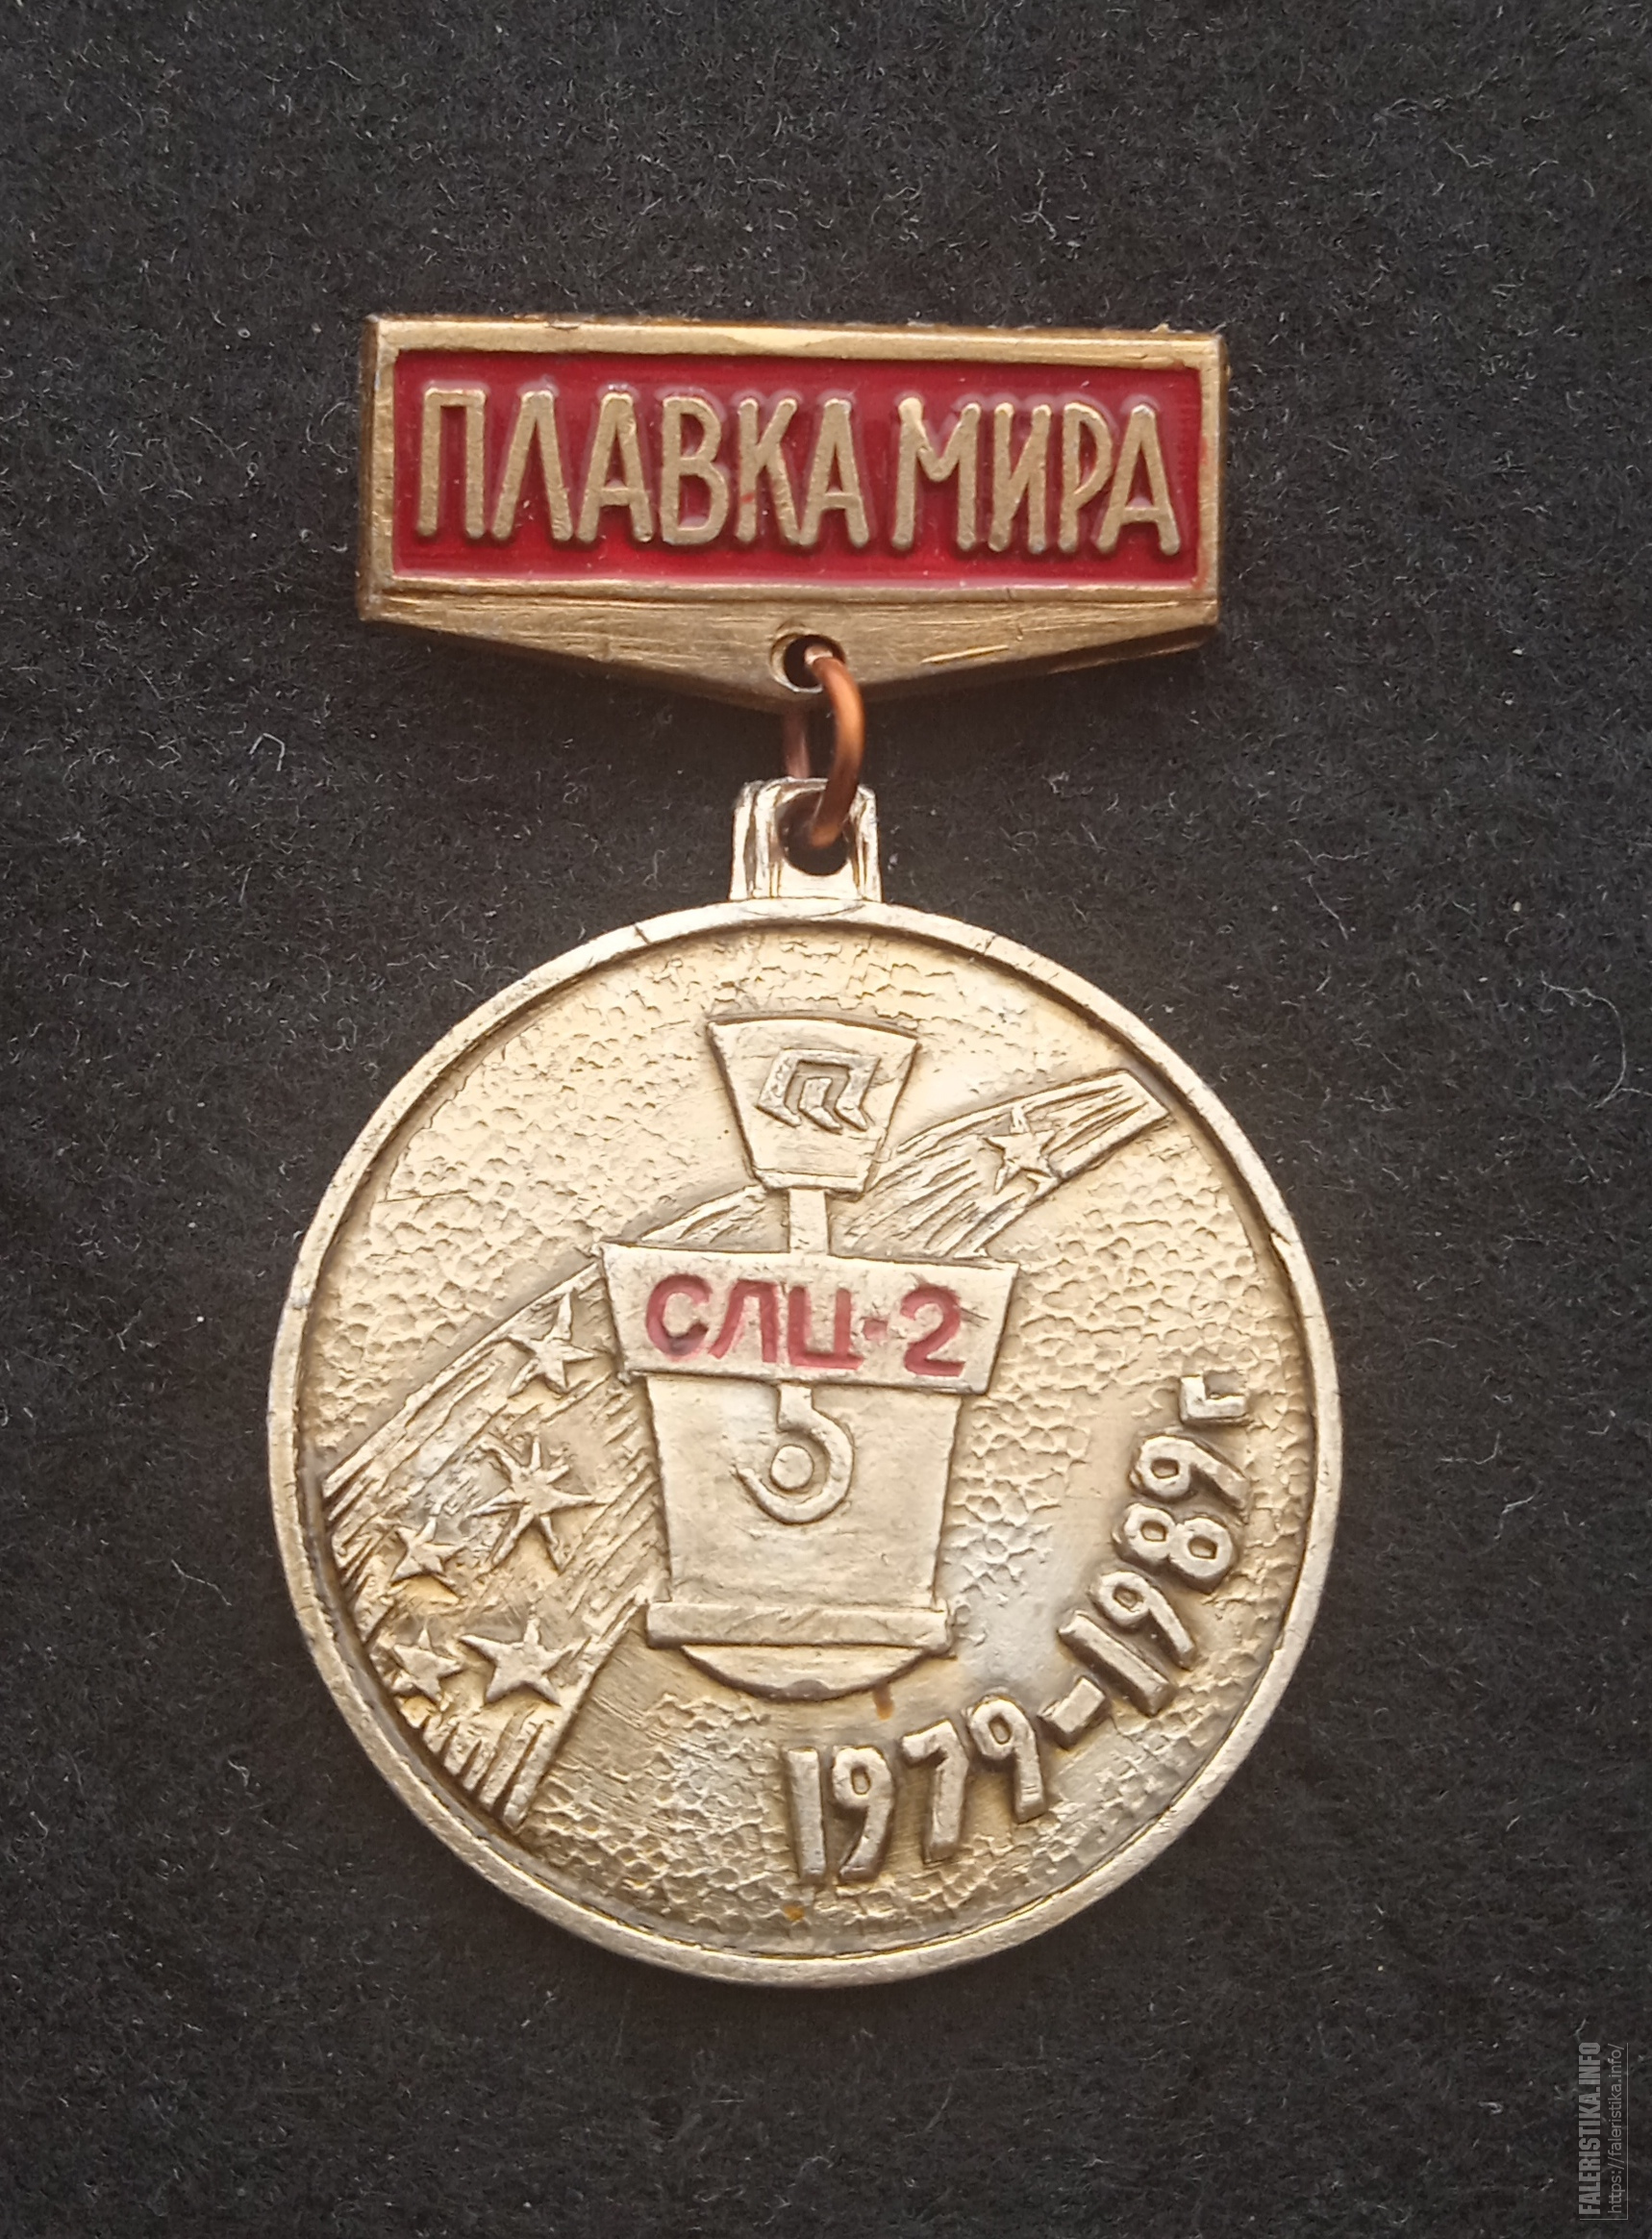 ПЛАВКА МИРА
СЛЦ-2
1979-1989г
FALERISTIKA.INFO
https://faleristika.info/